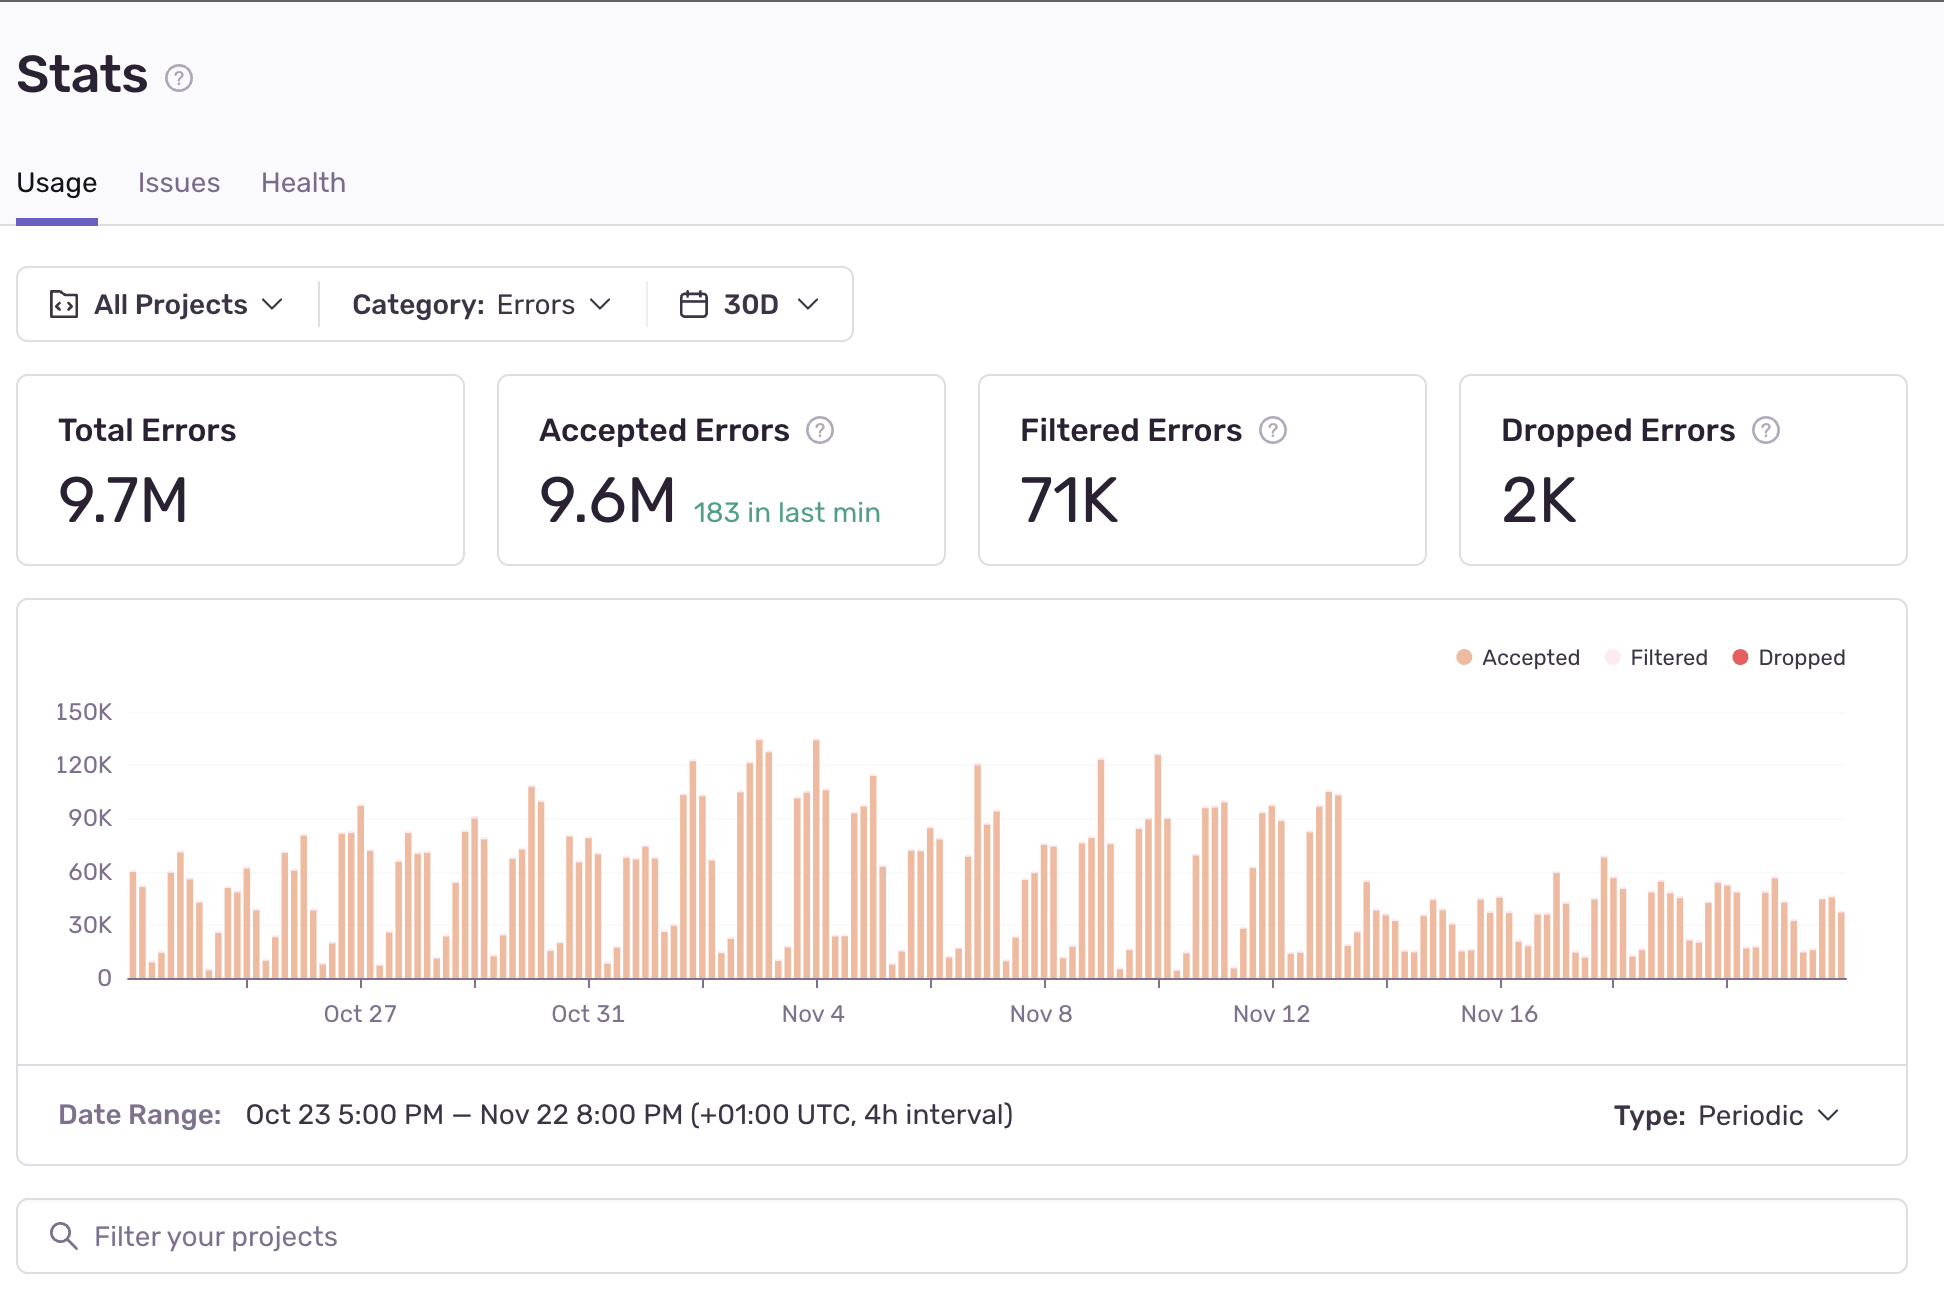 Stats
Usage Issues Health
All Projects Category: Errors 30D
Total Errors
9.7M
Accepted Errors
9.6M 183 in last min
Filtered Errors
71K
Dropped Errors
2K
Accepted Filtered Dropped
150K
120K
90K
60K
30K
0
Oct 27 Oct 31 Nov 4 Nov 8 Nov 12 Nov 16
Date Range: Oct 23 5:00 PM — Nov 22 8:00 PM (+01:00 UTC, 4h interval)
Type: Periodic
Filter your projects